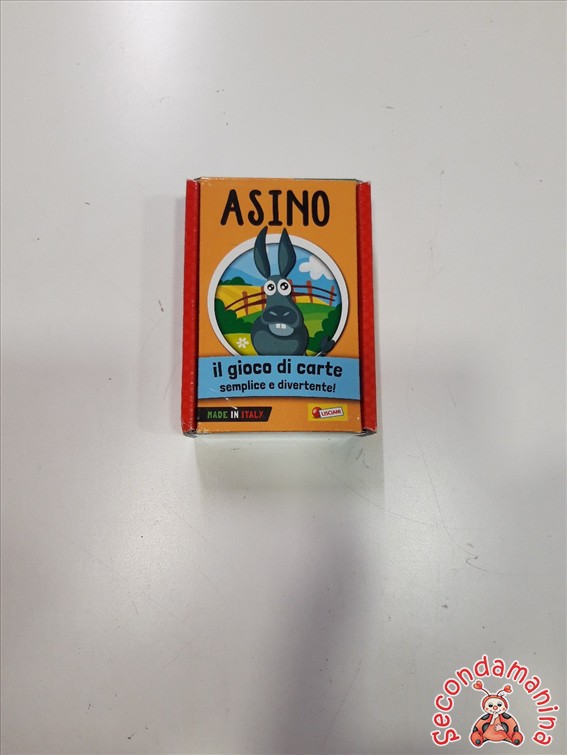 ASINO
il gioco di carte
semplice e divertente!
MADE IN ITALY
LISCIANI
Secondamanina